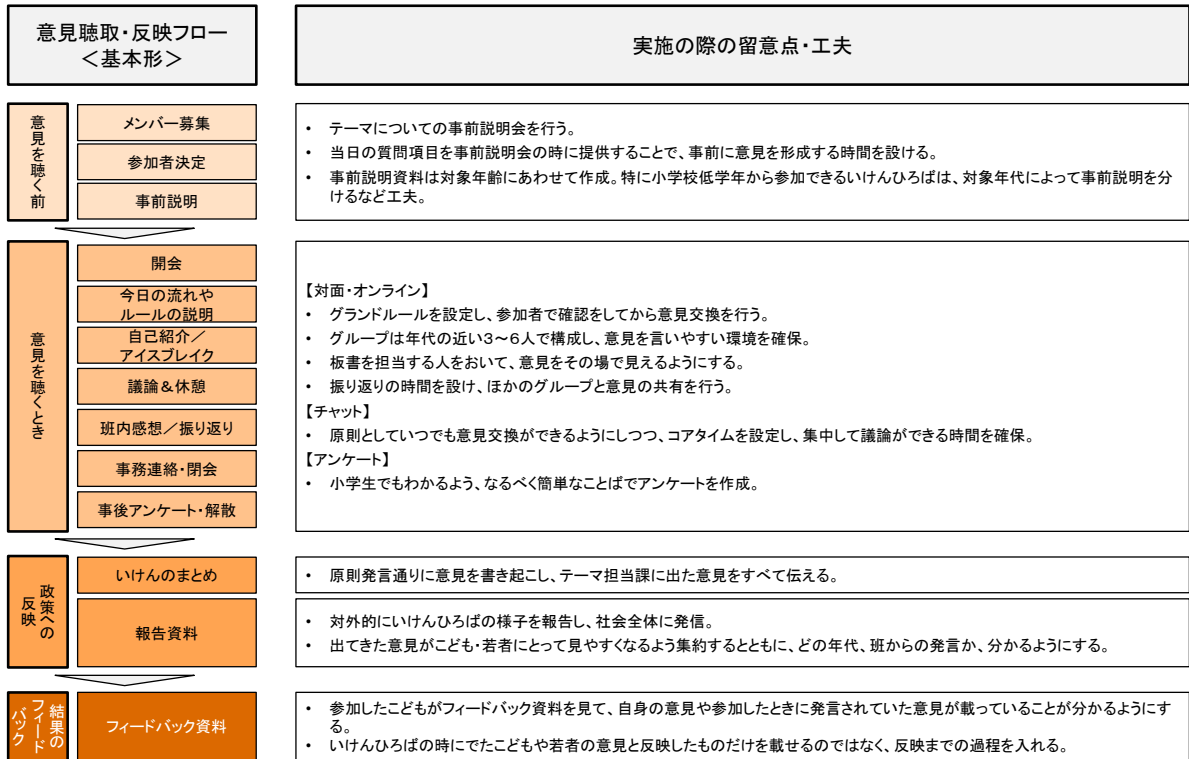 意見聴取・反映フロー
＜基本形＞
実施の際の留意点・工夫
意見を聴く前
メンバー募集
参加者決定
事前説明
• テーマについての事前説明会を行う。
• 当日の質問項目を事前説明会の時に提供することで、事前に意見を形成する時間を設ける。
• 事前説明資料は対象年齢にあわせて作成。特に小学校低学年から参加できるいけんひろばは、対象年代によって事前説明を分
けるなど工夫。
意見を聴くとき
開会
今日の流れや
ルールの説明
自己紹介／
アイスブレイク
議論＆休憩
班内感想／振り返り
事務連絡・閉会
事後アンケート・解散
【対面・オンライン】
• グランドルールを設定し、参加者で確認をしてから意見交換を行う。
• グループは年代の近い３～６人で構成し、意見を言いやすい環境を確保。
• 板書を担当する人をおいて、意見をその場で見えるようにする。
• 振り返りの時間を設け、ほかのグループと意見の共有を行う。
【チャット】
• 原則としていつでも意見交換ができるようにしつつ、コアタイムを設定し、集中して議論ができる時間を確保。
【アンケート】
• 小学生でもわかるよう、なるべく簡単なことばでアンケートを作成。
政策への
反映
いけんのまとめ
• 原則発言通りに意見を書き起こし、テーマ担当課に出た意見をすべて伝える。
報告資料
• 対外的にいけんひろばの様子を報告し、社会全体に発信。
• 出てきた意見がこども・若者にとって見やすくなるよう集約するとともに、どの年代、班からの発言か、分かるようにする。
結果の
フィード
バック
フィードバック資料
• 参加したこどもがフィードバック資料を見て、自身の意見や参加したときに発言されていた意見が載っていることが分かるようにす
る。
• いけんひろばの時にでたこどもや若者の意見と反映したものだけを載せるのではなく、反映までの過程を入れる。